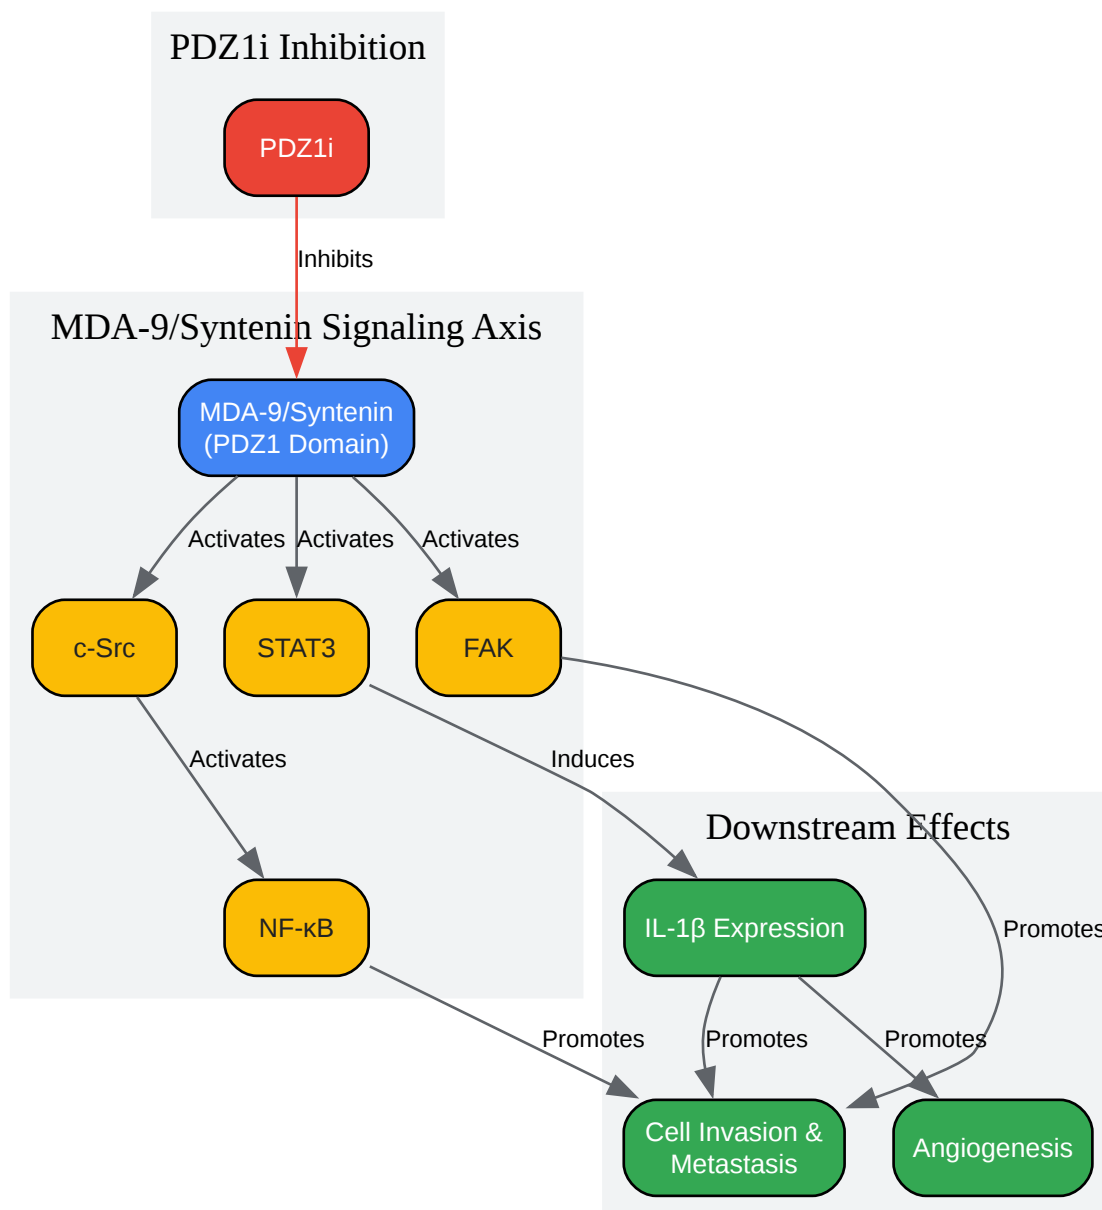 PDZ1i Inhibition
PDZ1i
Inhibits
MDA-9/Syntenin Signaling Axis
MDA-9/Syntenin
(PDZ1 Domain)
Activates
Activates
Activates
c-Src
STAT3
FAK
Activates
Induces
Downstream Effects
NF-κB
IL-1β Expression
Promotes
Promotes
Promotes
Promotes
Cell Invasion &
Metastasis
Angiogenesis